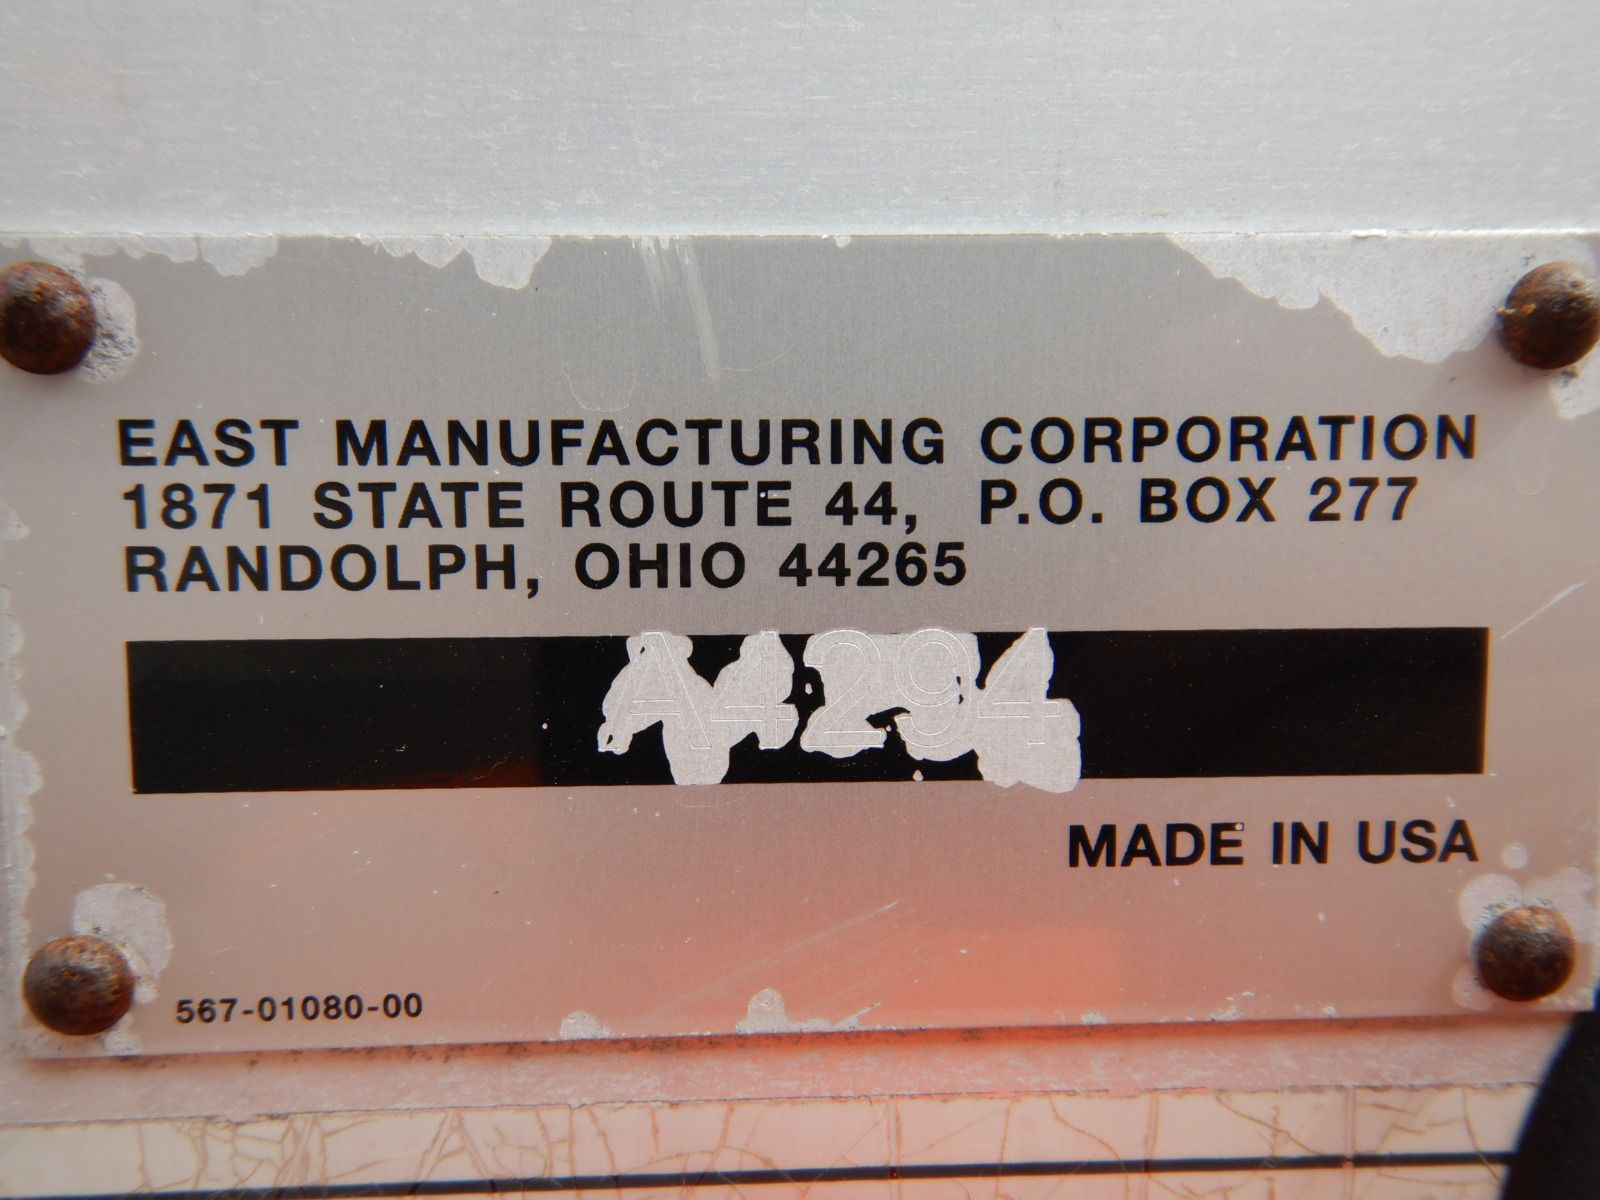 EAST MANUFACTURING CORPORATION
1871 STATE ROUTE 44, P.O. BOX 277
RANDOLPH, OHIO 44265
A4294
MADE IN USA
567-01080-00